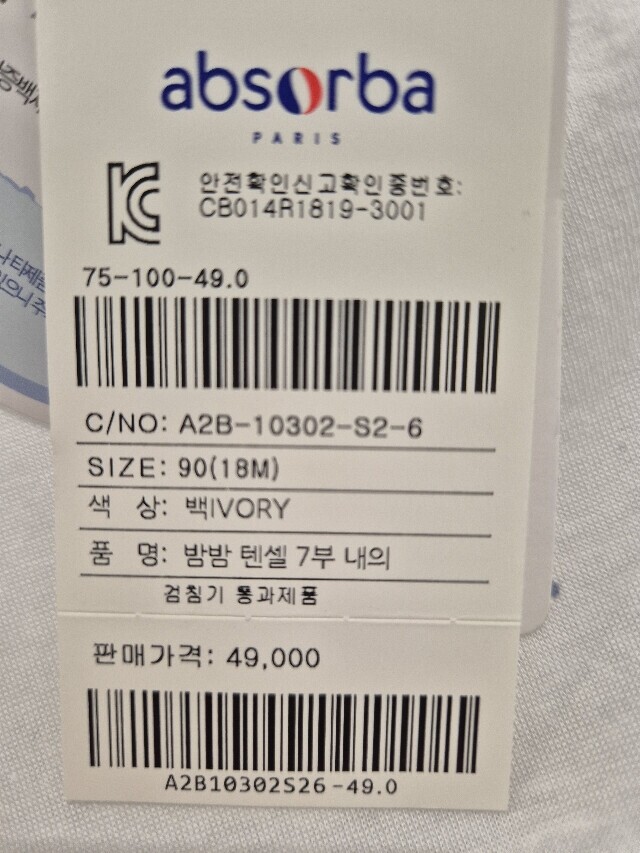 absorba
PARIS
안전확인신고확인증번호:
CB014R1819-3001
75-100-49.0
C/NO: A2B-10302-S2-6
SIZE: 90(18M)
색 상: 백IVORY
품 명: 밤밤 텐셀 7부 내의
검침기 통과제품
판매가격: 49,000
A2B10302S26-49.0